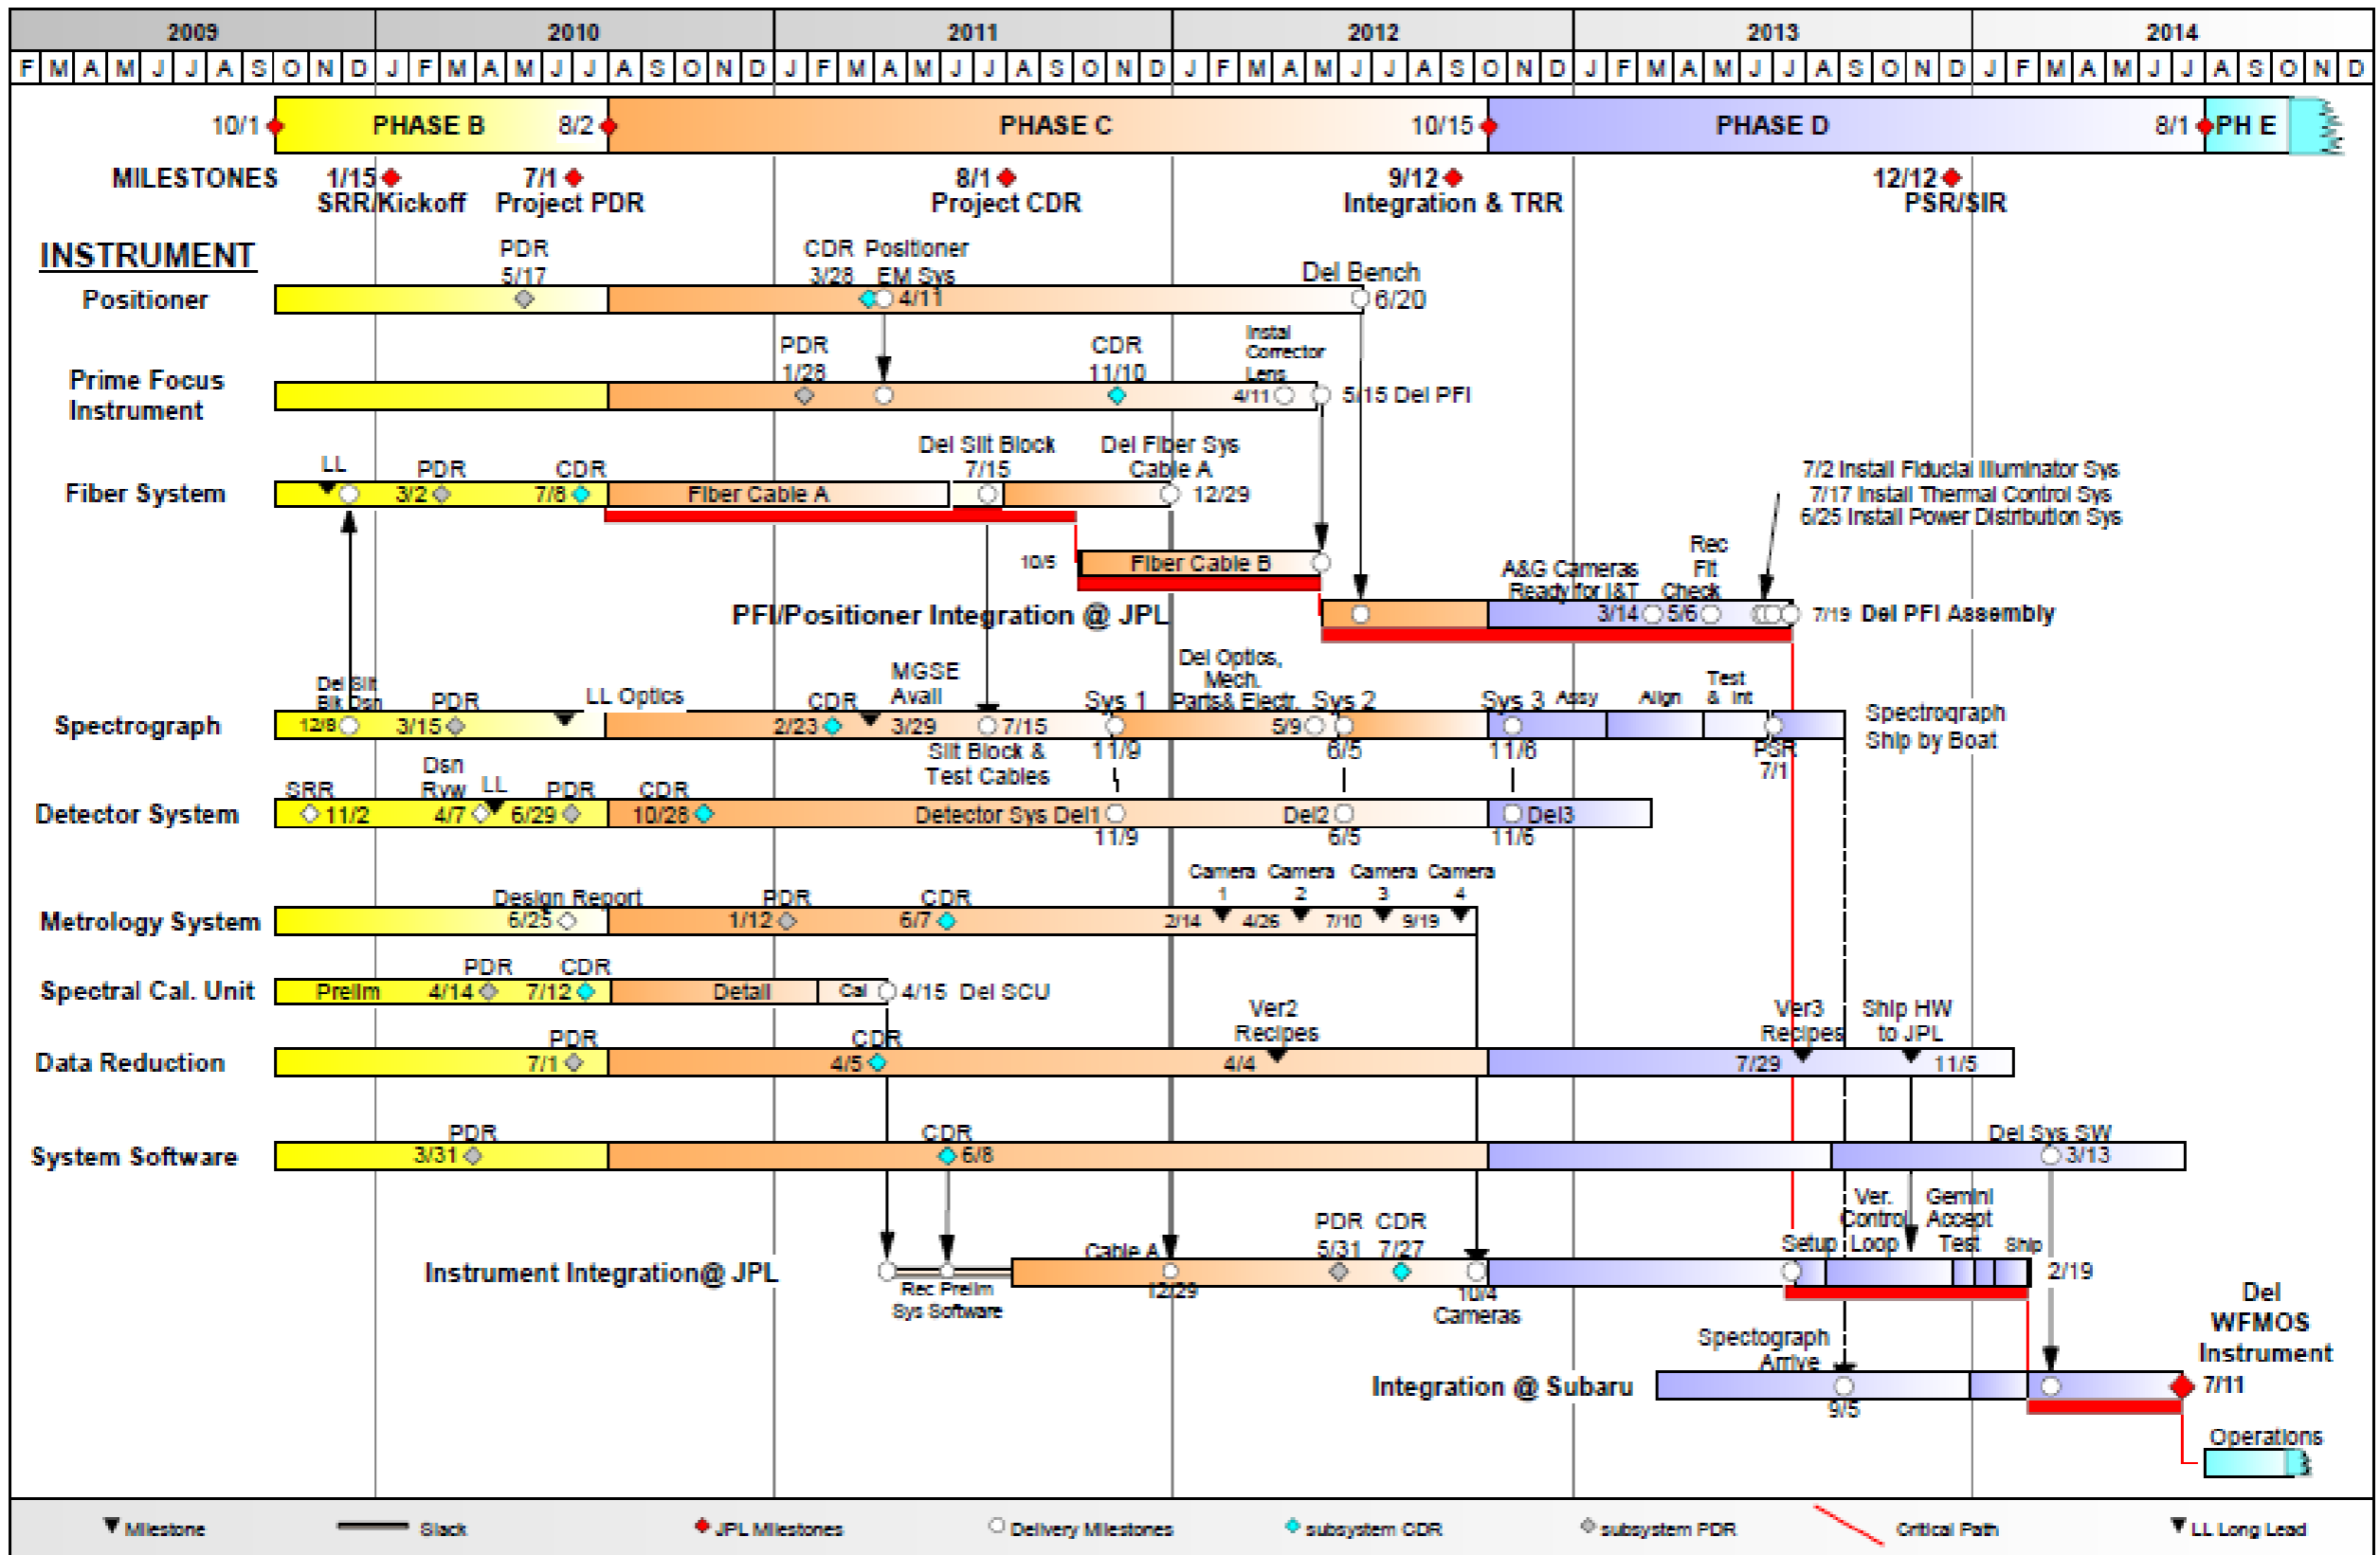 2009 2010 2011 2012 2013 2014
F M A M J J A S O N D J F M A M J J A S O N D J F M A M J J A S O N D J F M A M J J A S O N D J F M A M J J A S O N D J F M A M J J A S O N D
10/1 PHASE B 8/2 PHASE C 10/15 PHASE D 8/1 PH E
MILESTONES 1/15 7/1 8/1 9/12 12/12
SRR/Kickoff Project PDR Project CDR Integration & TRR PSR/SIR
INSTRUMENT
PDR CDR Positioner
5/17 3/28 EM Sys Del Bench
Positioner 4/11 6/20
PDR CDR Instal
Corrector
1/28 11/10 Lens
Prime Focus
Instrument
4/11 5/15 Del PFI
Del Slit Block Del Fiber Sys
LL PDR CDR 7/15 Cable A
Fiber System 3/2 7/8 Fiber Cable A 12/29
7/2 Install Fiducial Illuminator Sys
7/17 Install Thermal Control Sys
6/25 Install Power Distribution Sys
10/5 Fiber Cable B
A&G Cameras
Ready for I&T
Rec
Fit
Check
PFI/Positioner Integration @ JPL 3/14 5/6 7/19 Del PFI Assembly
Del Slit
Blk Dsn
PDR LL Optics CDR
MGSE
Avail
Sys 1
Del Optics,
Mech.
Parts& Electr.
Sys 2 Sys 3 Assy Align
Test
& Int
Spectrograph 12/8 3/15 2/23 3/29 7/15 5/9
Spectrograph
Ship by Boat
Slit Block &
Test Cables
11/9 6/5 11/6 PSR
7/1
SRR
Dsn
Rvw
LL PDR CDR
Detector System 11/2 4/7 6/29 10/28 Detector Sys Del1 Del2 Del3
11/9 6/5 11/6
Camera Camera Camera Camera
1 2 3 4
Design Report PDR CDR
Metrology System 6/25 1/12 6/7 2/14 4/26 7/10 9/19
PDR CDR
Spectral Cal. Unit Prelim 4/14 7/12 Detail Cal 4/15 Del SCU
Ver2
Recipes
Ver3
Recipes
Ship HW
to JPL
PDR CDR
Data Reduction 7/1 4/5 4/4 7/29 11/5
PDR CDR Del Sys SW
System Software 3/31 6/8 3/13
Ver.
Control
Loop
Gemini
Accept
Test
Setup Ship
PDR CDR
Cable A 5/31 7/27
Instrument Integration@ JPL 2/19
Rec Prelim
Sys Software
12/29 10/4
Cameras
Del
WFMOS
Instrument
Spectograph
Arrive
Integration @ Subaru 7/11
9/5
Operations
Milestone Slack JPL Milestones Delivery Milestones subsystem CDR subsystem PDR Critical Path LL Long Lead